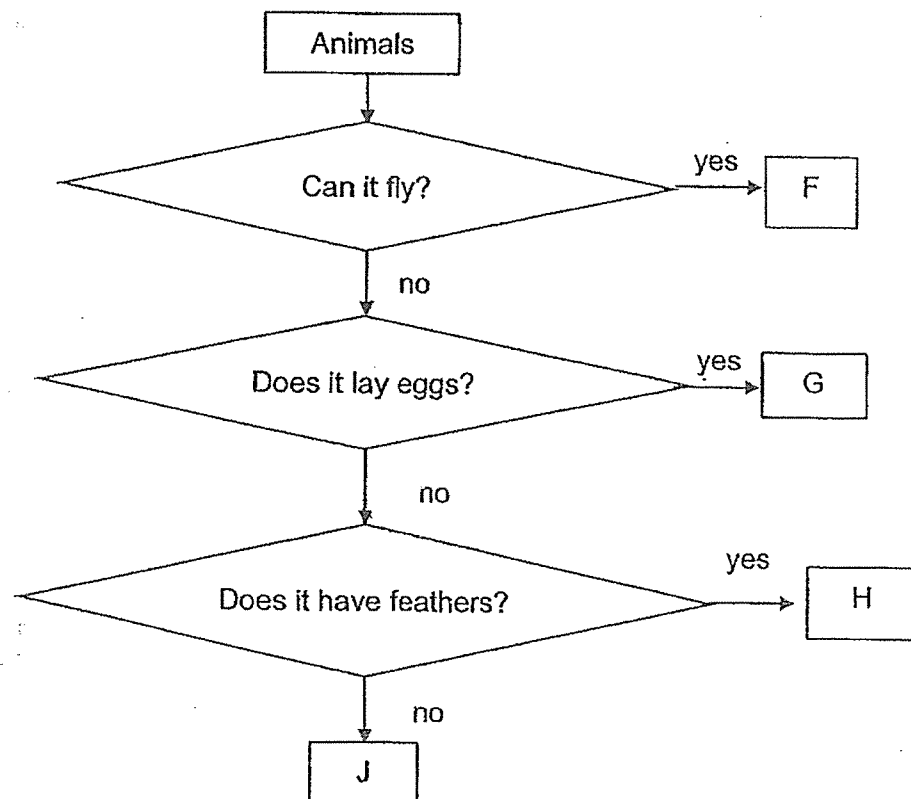 Animals
Can it fly?
yes
F
no
Does it lay eggs?
yes
G
no
Does it have feathers?
yes
H
no
J